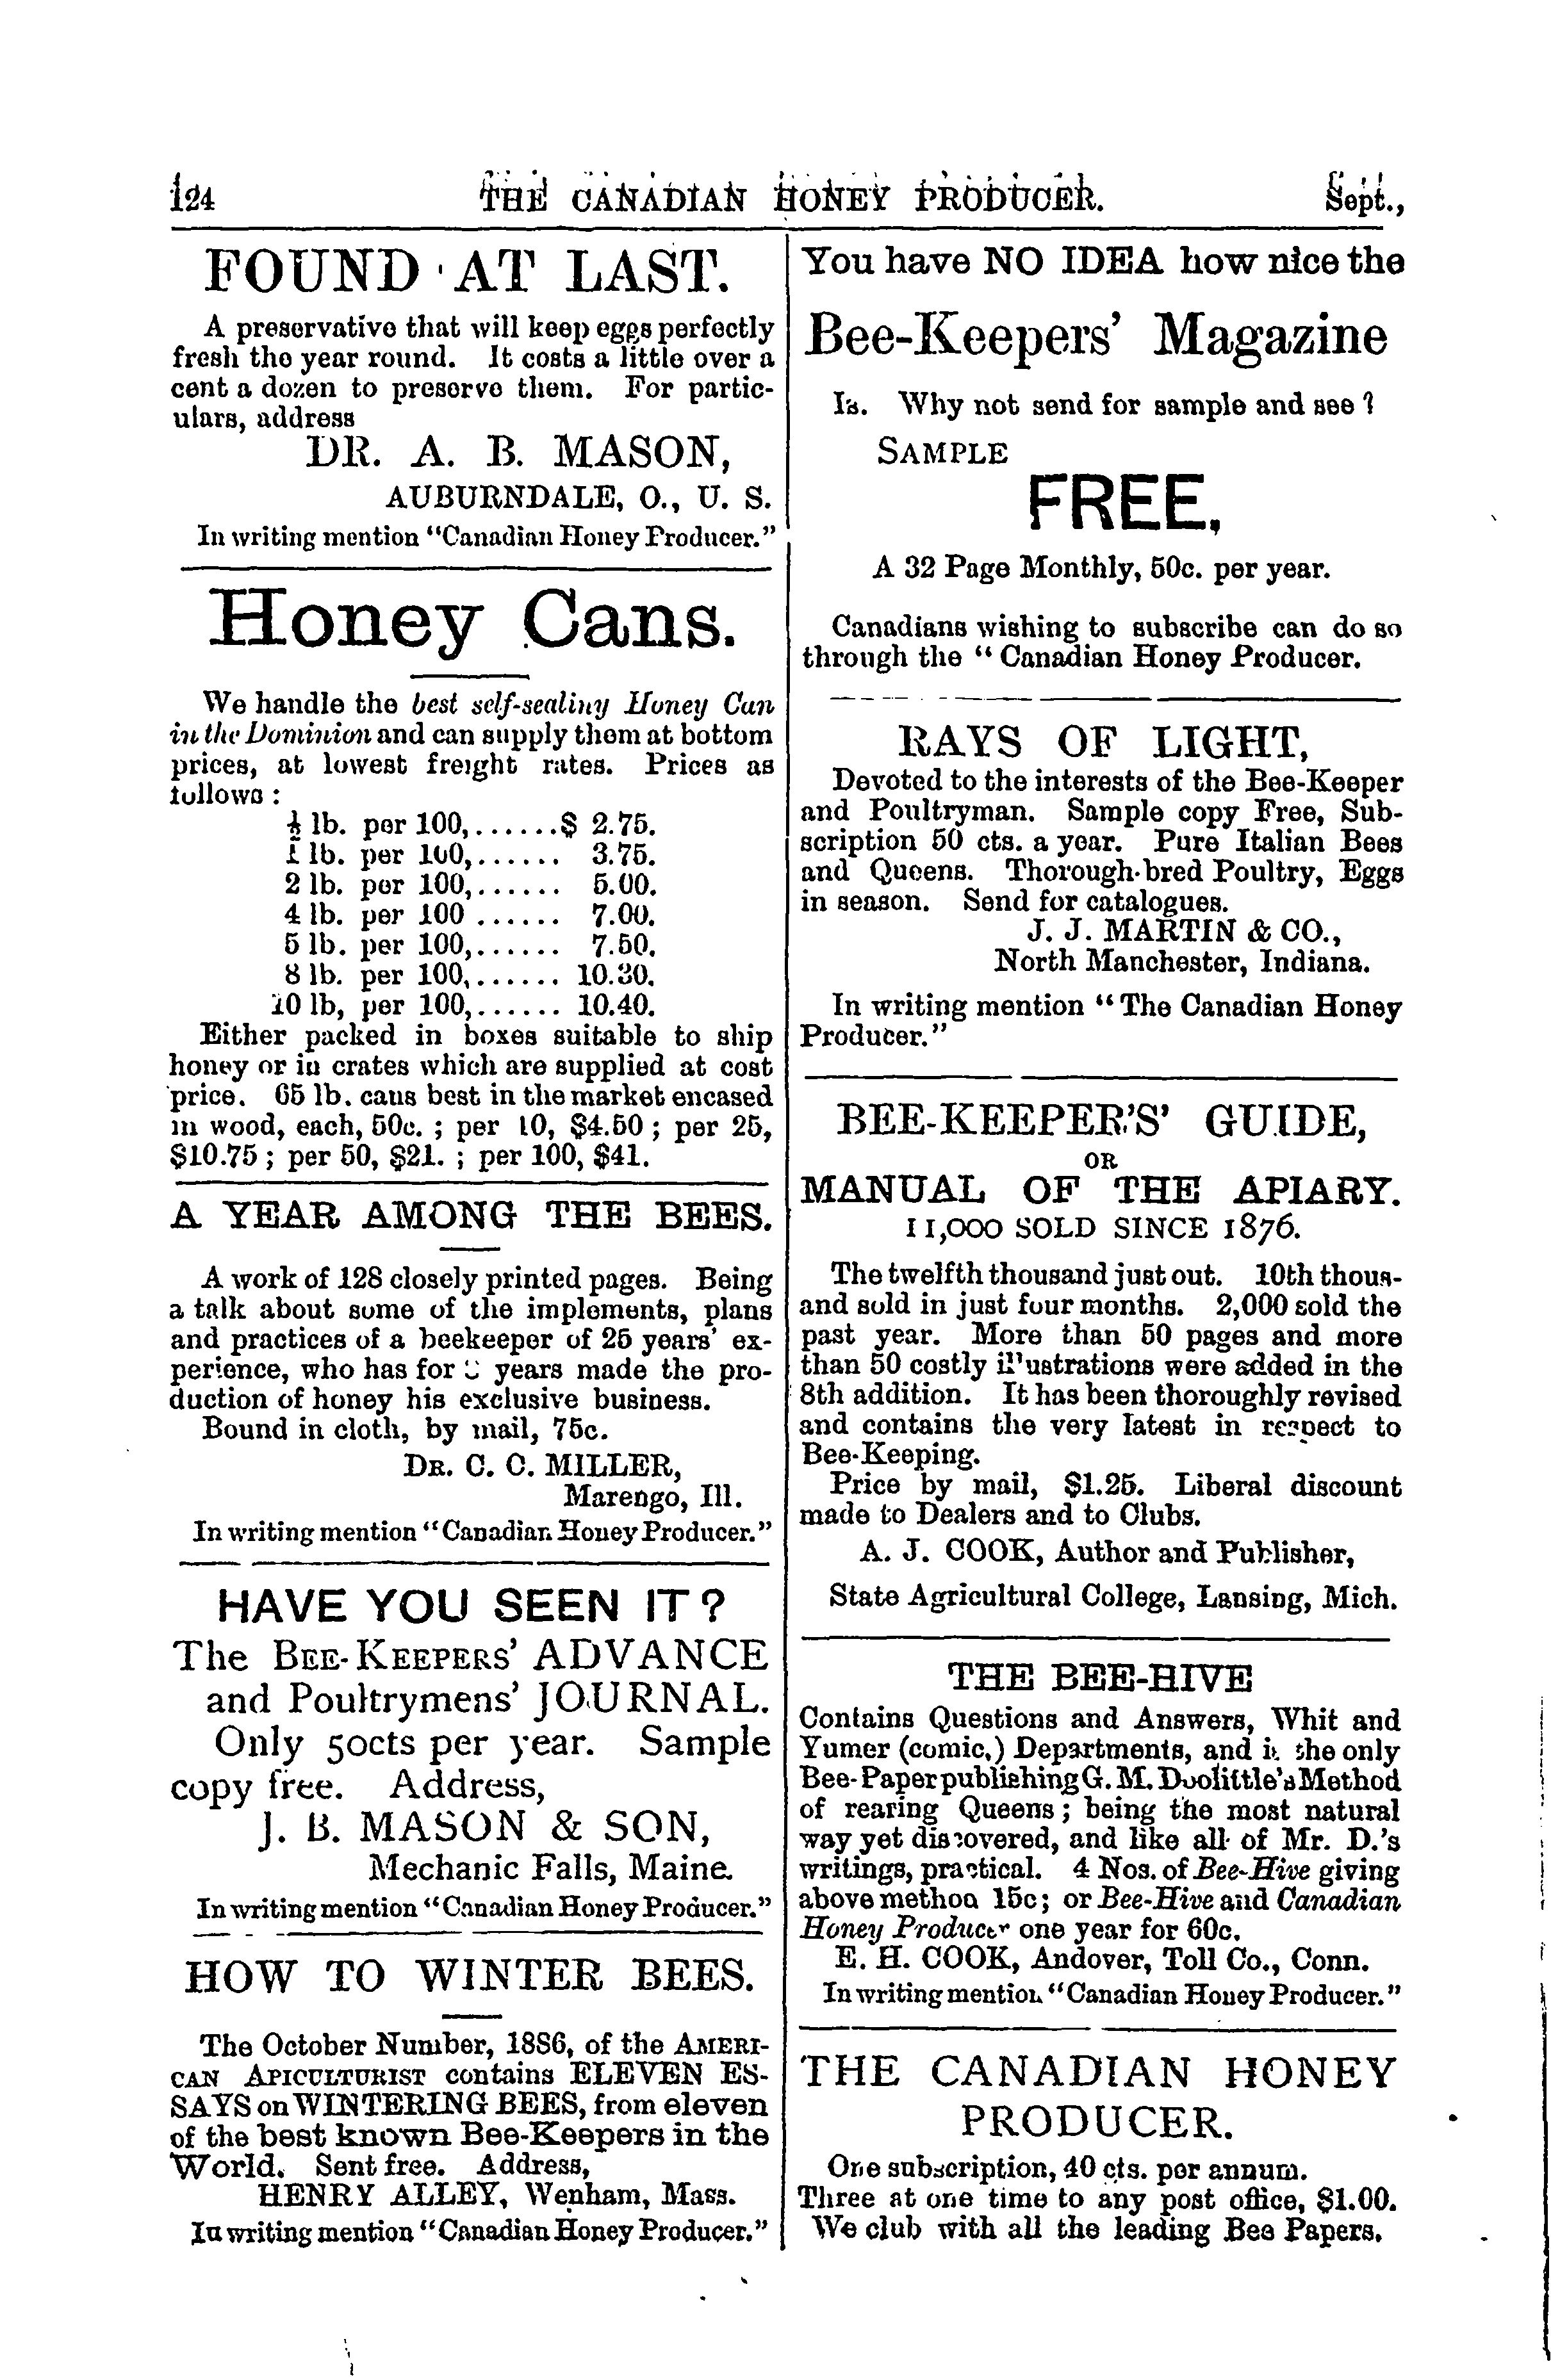 124 THE CANADIAN HONEY PRODUCER. Sept.,
FOUND AT LAST.
A preservative that will keep eggs perfectly
fresh the year round. It costs a little over a
cent a dozen to preserve them. For partic-
ulars, address
DR. A. B. MASON,
AUBURNDALE, O., U. S.
In writing mention "Canadian Honey Producer."
Honey Cans.
We handle the best self-sealing Honey Can
in the Dominion and can supply them at bottom
prices, at lowest freight rates. Prices as
follows :
½ lb. per 100,......$ 2.75.
1 lb. per 100,...... 3.75.
2 lb. per 100,...... 5.00.
4 lb. per 100 ...... 7.00.
5 lb. per 100,...... 7.50.
8 lb. per 100,...... 10.30.
10 lb, per 100,...... 10.40.
Either packed in boxes suitable to ship
honey or in crates which are supplied at cost
price. 65 lb. cans best in the market encased
in wood, each, 50c. ; per 10, $4.50 ; per 25,
$10.75 ; per 50, $21. ; per 100, $41.
A YEAR AMONG THE BEES.
A work of 128 closely printed pages. Being
a talk about some of the implements, plans
and practices of a beekeeper of 25 years' ex-
perience, who has for years made the pro-
duction of honey his exclusive business.
Bound in cloth, by mail, 75c.
DR. C. C. MILLER,
Marengo, Ill.
In writing mention "Canadian Honey Producer."
HAVE YOU SEEN IT?
The BEE-KEEPERS' ADVANCE
and Poultrymens' JOURNAL.
Only 50cts per year. Sample
copy free. Address,
J. B. MASON & SON,
Mechanic Falls, Maine.
In writing mention "Canadian Honey Producer."
HOW TO WINTER BEES.
The October Number, 1886, of the AMERI-
CAN APICULTURIST contains ELEVEN ES-
SAYS on WINTERING BEES, from eleven
of the best known Bee-Keepers in the
World. Sent free. Address,
HENRY ALLEY, Wenham, Mass.
In writing mention "Canadian Honey Producer."
You have NO IDEA how nice the
Bee-Keepers' Magazine
Is. Why not send for sample and see ?
SAMPLE
FREE,
A 32 Page Monthly, 50c. per year.
Canadians wishing to subscribe can do so
through the " Canadian Honey Producer.
RAYS OF LIGHT,
Devoted to the interests of the Bee-Keeper
and Poultryman. Sample copy Free, Sub-
scription 50 cts. a year. Pure Italian Bees
and Queens. Thorough-bred Poultry, Eggs
in season. Send for catalogues.
J. J. MARTIN & CO.,
North Manchester, Indiana.
In writing mention " The Canadian Honey
Producer."
BEE-KEEPER'S' GUIDE,
OR
MANUAL OF THE APIARY.
11,000 SOLD SINCE 1876.
The twelfth thousand just out. 10th thous-
and sold in just four months. 2,000 sold the
past year. More than 50 pages and more
than 50 costly illustrations were added in the
8th addition. It has been thoroughly revised
and contains the very latest in respect to
Bee-Keeping.
Price by mail, $1.25. Liberal discount
made to Dealers and to Clubs.
A. J. COOK, Author and Publisher,
State Agricultural College, Lansing, Mich.
THE BEE-HIVE
Contains Questions and Answers, Whit and
Yumer (comic,) Departments, and is the only
Bee-Paper publishing G. M. Doolittle's Method
of rearing Queens ; being the most natural
way yet discovered, and like all of Mr. D.'s
writings, practical. 4 Nos. of Bee-Hive giving
above method 15c ; or Bee-Hive and Canadian
Honey Producer one year for 60c.
E. H. COOK, Andover, Toll Co., Conn.
In writing mention "Canadian Honey Producer."
THE CANADIAN HONEY
PRODUCER.
One subscription, 40 cts. per annum.
Three at one time to any post office, $1.00.
We club with all the leading Bee Papers.